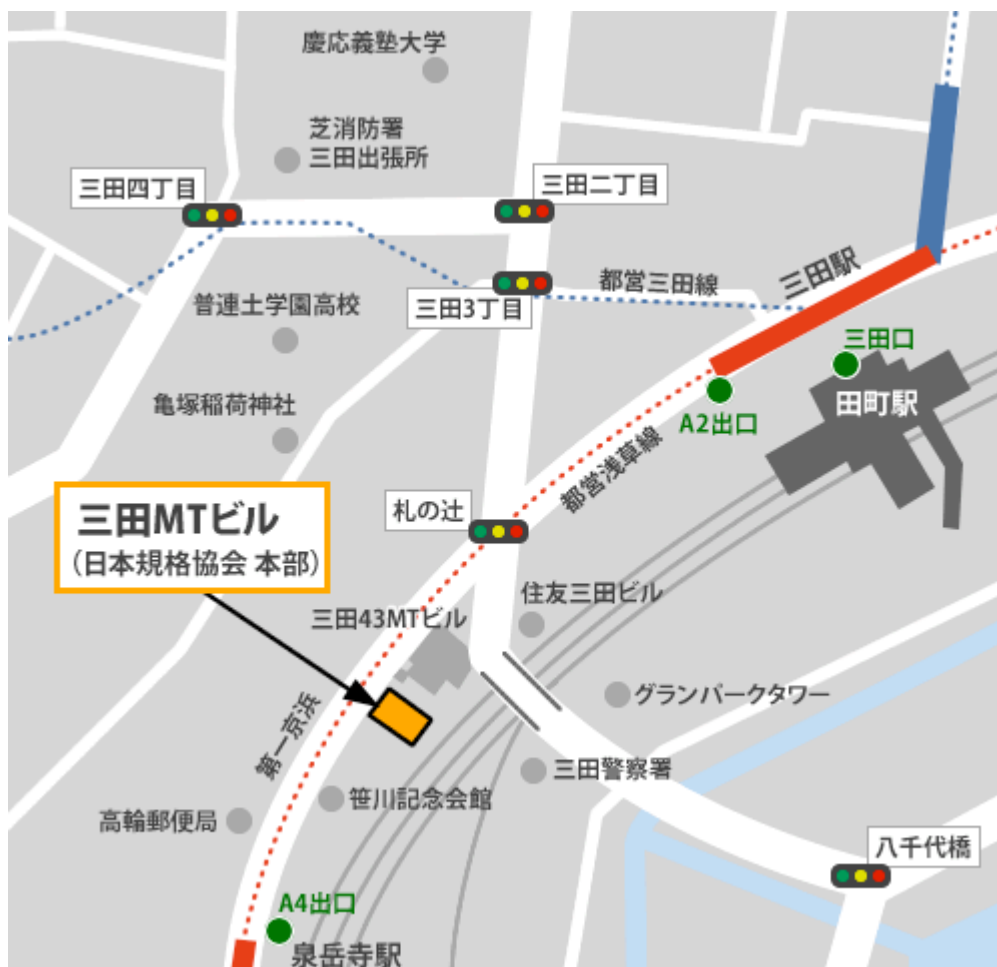 慶応義塾大学
芝消防署
三田出張所
三田四丁目
三田二丁目
三田駅
都営三田線
三田3丁目
普連土学園高校
三田口
田町駅
亀塚稲荷神社
A2出口
都営浅草線
三田MTビル
(日本規格協会 本部)
札の辻
住友三田ビル
三田43MTビル
グランパークタワー
第一京浜
三田警察署
笹川記念会館
高輪郵便局
八千代橋
A4出口
泉岳寺駅